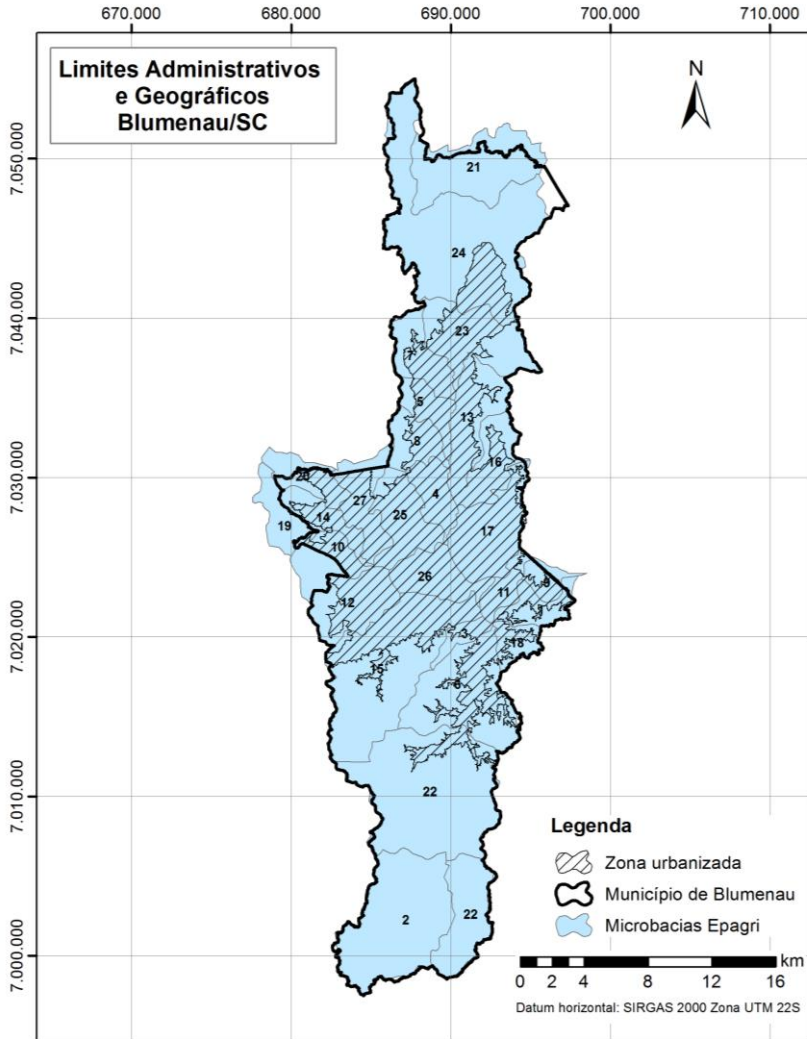 670.000 680.000 690.000 700.000 710.000
Limites Administrativos
e Geográficos
Blumenau/SC
N
7.050.000
7.040.000
7.030.000
7.020.000
7.010.000
7.000.000
21
24
23
7
5
13
8
16
20
27
4
14
25
19
17
10
26
9
11
12
3
18
15
6
22
2
22
Legenda
Zona urbanizada
Município de Blumenau
Microbacias Epagri
km
0 2 4 8 12 16
Datum horizontal: SIRGAS 2000 Zona UTM 22S